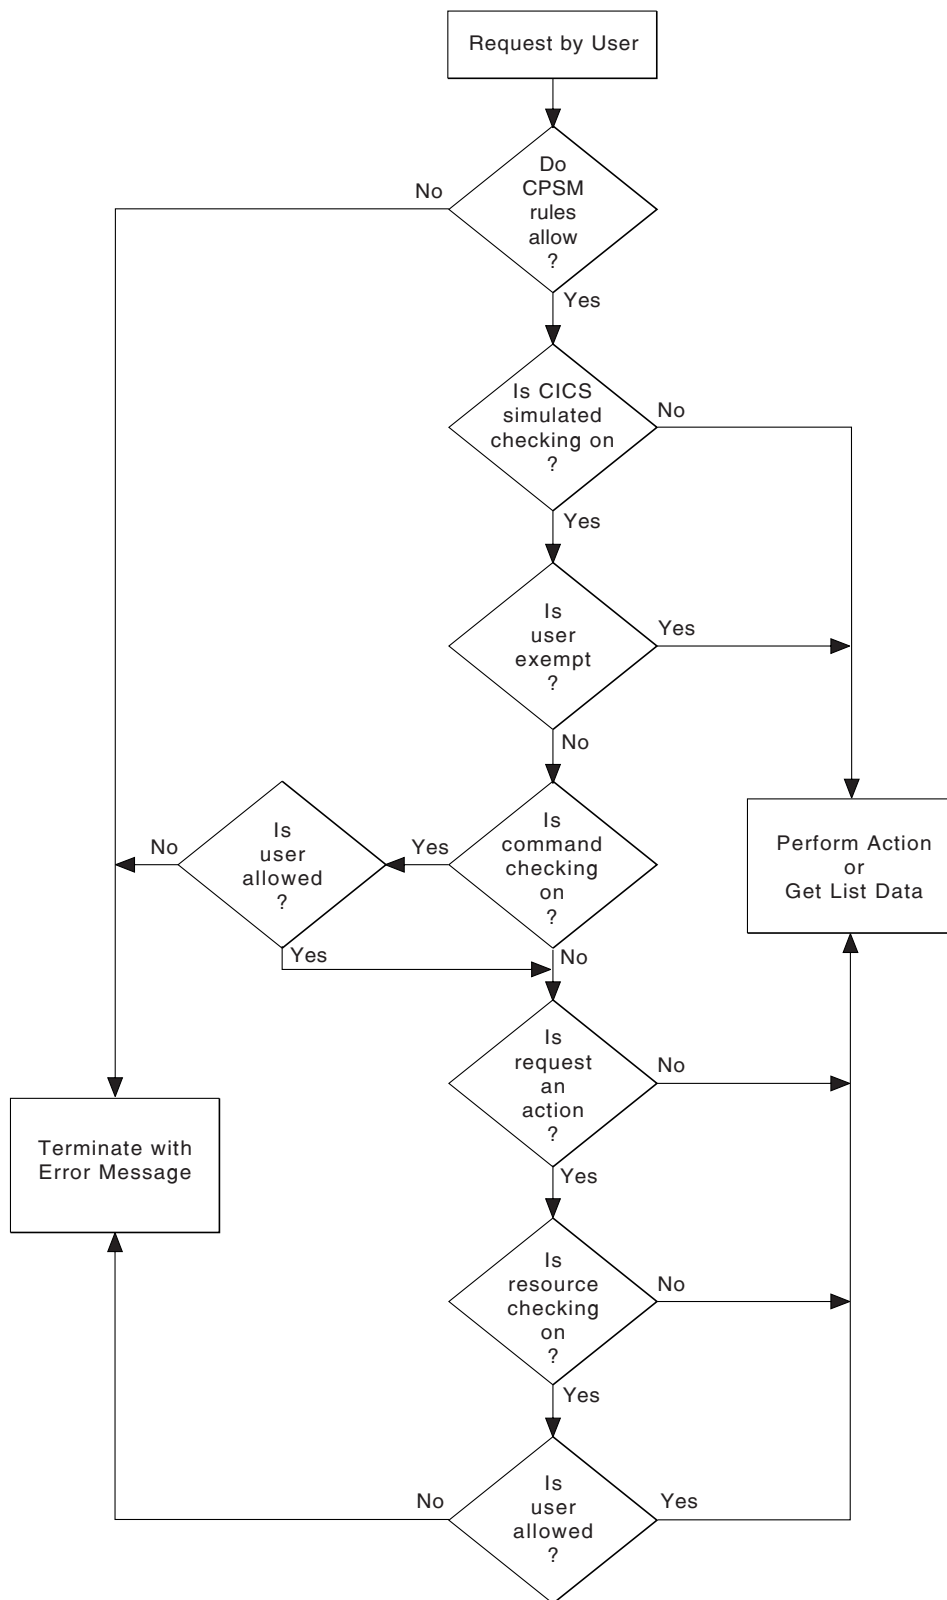 Request by User
Do
CPSM
rules
allow
?
No
Yes
Is CICS
simulated
checking on
?
No
Yes
Is
user
exempt
?
Yes
No
Is
command
checking
on
?
Yes
No
Is
user
allowed
?
No
Yes
Perform Action
or
Get List Data
Is
request
an
action
?
No
Yes
Terminate with
Error Message
Is
resource
checking
on
?
No
Yes
Is
user
allowed
?
No
Yes